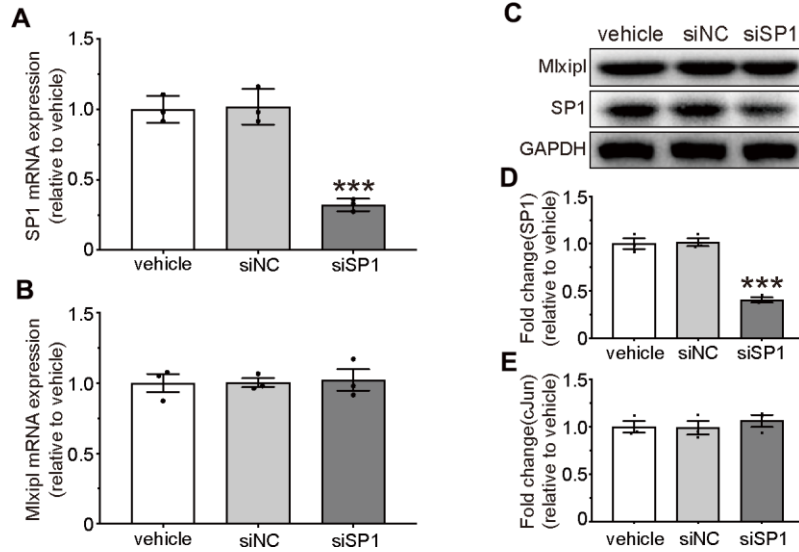 A
SP1 mRNA expression
(relative to vehicle)
1.5
1.0
0.5
0
***
vehicle siNC siSP1
B
Mlxipl mRNA expression
(relative to vehicle)
1.5
1.0
0.5
0
vehicle siNC siSP1
C
vehicle siNC siSP1
Mlxipl
SP1
GAPDH
D
Fold change(SP1)
(relative to vehicle)
1.5
1.0
0.5
0
***
vehicle siNC siSP1
E
Fold change(cJun)
(relative to vehicle)
1.5
1.0
0.5
0
vehicle siNC siSP1